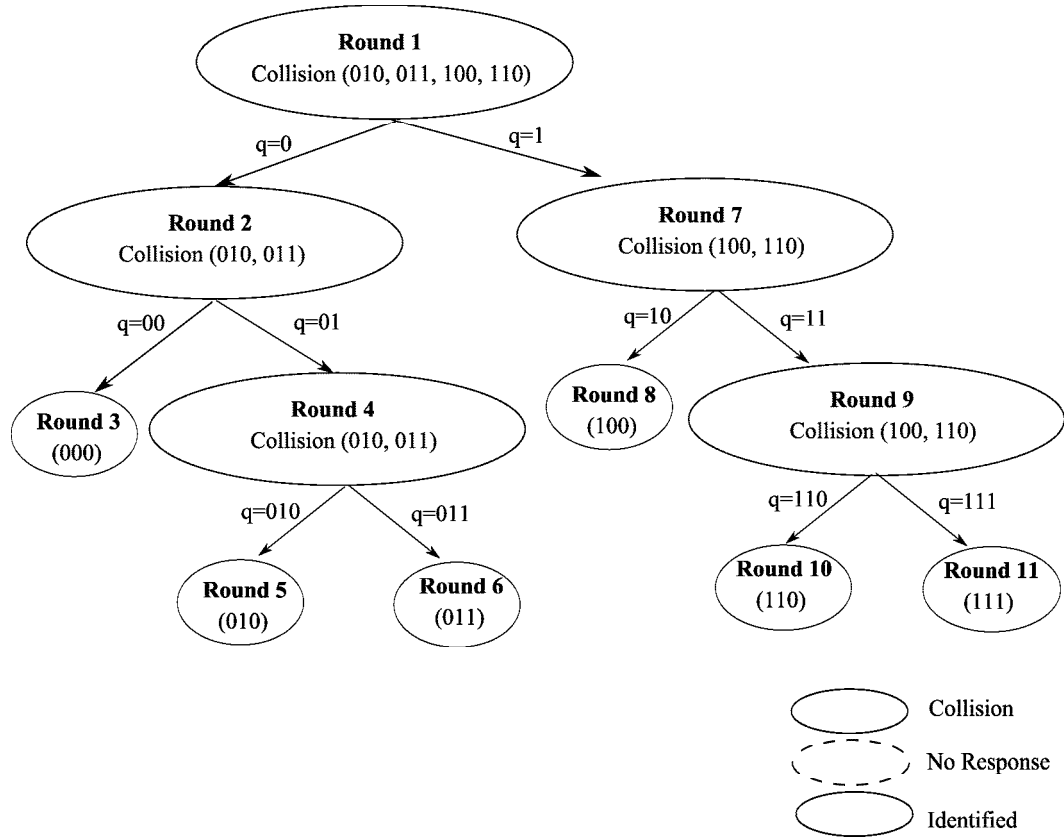 Round 1
Collision (010, 011, 100, 110)
q=0
q=1
Round 2
Collision (010, 011)
Round 7
Collision (100, 110)
q=00
q=01
q=10
q=11
Round 3
(000)
Round 4
Collision (010, 011)
Round 8
(100)
Round 9
Collision (100, 110)
q=010
q=011
q=110
q=111
Round 5
(010)
Round 6
(011)
Round 10
(110)
Round 11
(111)
Collision
No Response
Identified